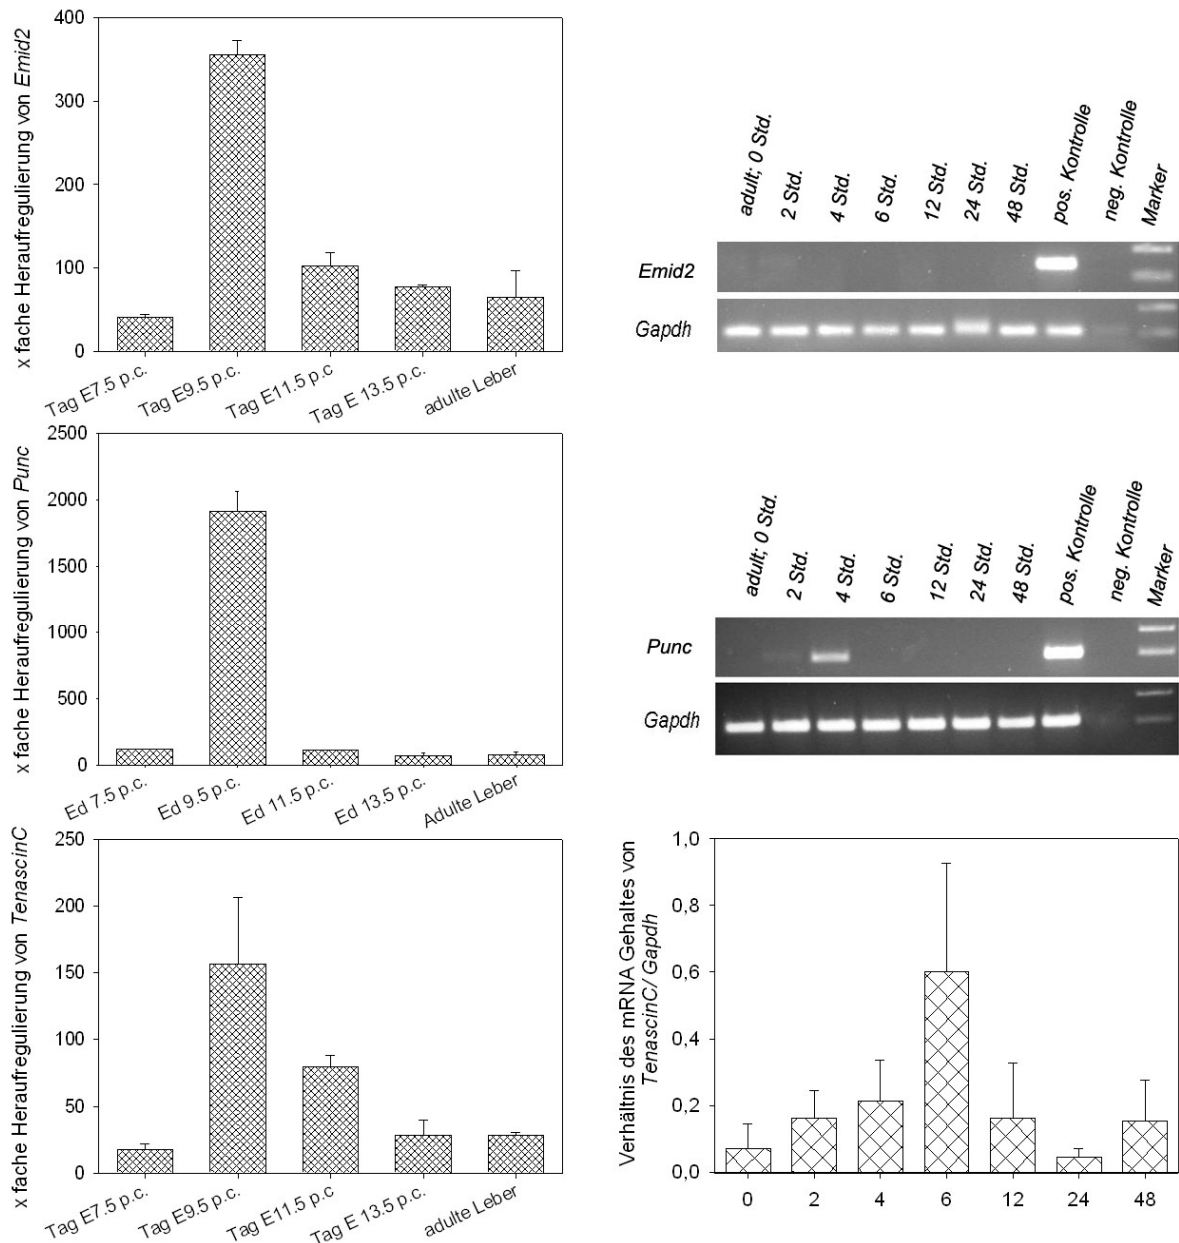 x fache Heraufregulierung von Emid2
400
300
200
100
0
Tag E7.5 p.c.
Tag E9.5 p.c.
Tag E11.5 p.c
Tag E 13.5 p.c.
adulte Leber
adult; 0 Std.
2 Std.
4 Std.
6 Std.
12 Std.
24 Std.
48 Std.
pos. Kontrolle
neg. Kontrolle
Marker
Emid2
Gapdh
x fache Heraufregulierung von Punc
2500
2000
1500
1000
500
0
Ed 7.5 p.c.
Ed 9.5 p.c.
Ed 11.5 p.c.
Ed 13.5 p.c.
Adulte Leber
adult; 0 Std.
2 Std.
4 Std.
6 Std.
12 Std.
24 Std.
48 Std.
pos. Kontrolle
neg. Kontrolle
Marker
Punc
Gapdh
x fache Heraufregulierung von TenascinC
250
200
150
100
50
0
Tag E7.5 p.c.
Tag E9.5 p.c.
Tag E11.5 p.c
Tag E 13.5 p.c.
adulte Leber
Verhältnis des mRNA Gehaltes von
TenascinC/ Gapdh
1,0
0,8
0,6
0,4
0,2
0,0
0
2
4
6
12
24
48